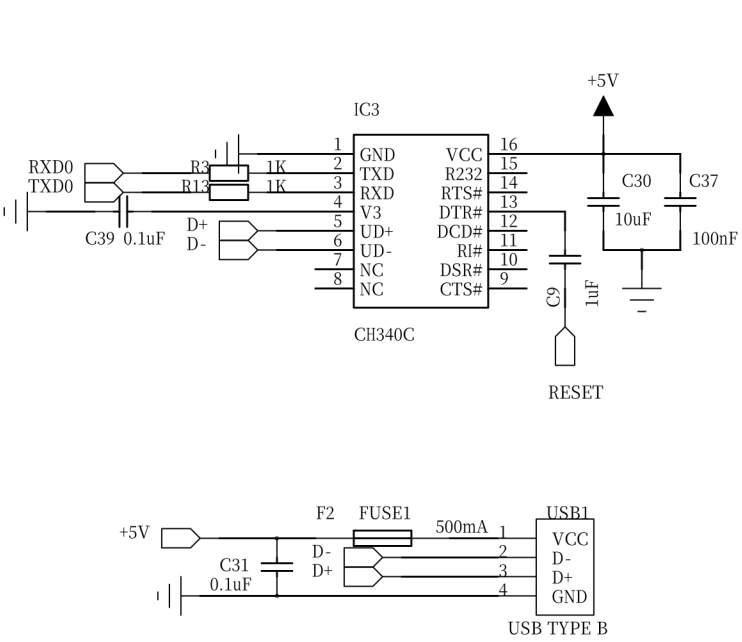 +5V
IC3
1 GND VCC 16
RXD0 R3 1K 2 TXD R232 15
TXD0 R13 1K 3 RXD RTS# 14
4 V3 DTR# 13
D+ 5 UD+ DCD# 12
D- 6 UD- RI# 11
7 NC DSR# 10
8 NC CTS# 9
C39 0.1uF
C30
10uF
C37
100nF
C9 1uF
CH340C
RESET
F2 FUSE1 USB1
+5V 500mA 1 VCC
D- 2 D-
D+ 3 D+
4 GND
C31
0.1uF
USB TYPE B